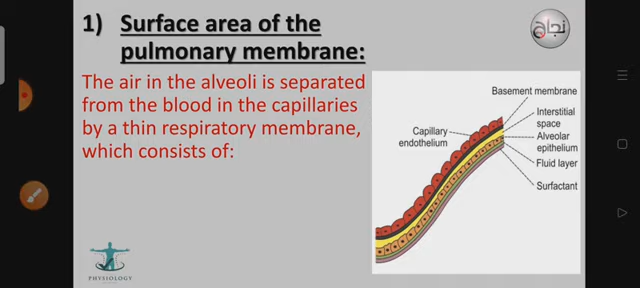 1) Surface area of the
pulmonary membrane:
نجاح
The air in the alveoli is separated
from the blood in the capillaries
by a thin respiratory membrane,
which consists of:
Basement membrane
Interstitial
space
Capillary
endothelium
Alveolar
epithelium
Fluid layer
Surfactant
PHYSIOLOGY